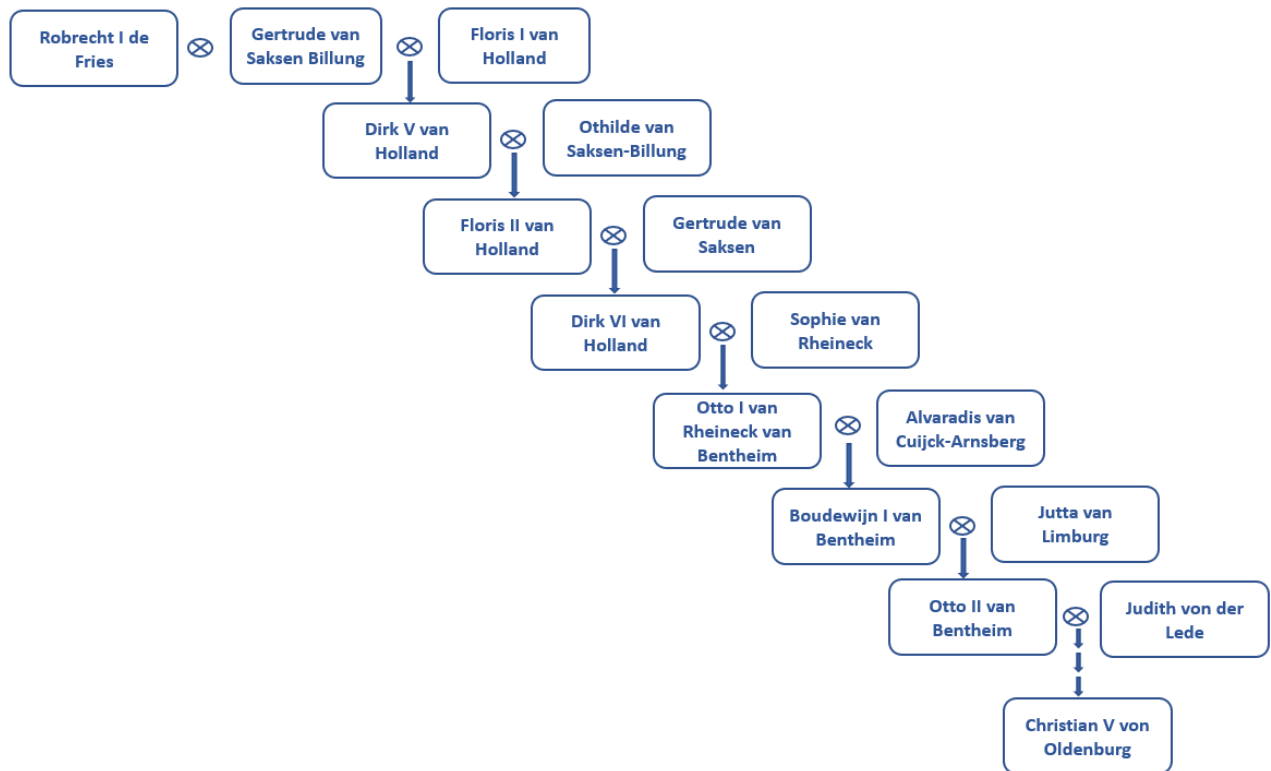 Robrecht I de
Fries
Gertrude van
Saksen Billung
Floris I van
Holland
Dirk V van
Holland
Othilde van
Saksen-Billung
Floris II van
Holland
Gertrude van
Saksen
Dirk VI van
Holland
Sophie van
Rheineck
Otto I van
Rheineck van
Bentheim
Alvaradis van
Cuijck-Arnsberg
Boudewijn I van
Bentheim
Jutta van
Limburg
Otto II van
Bentheim
Judith von der
Lede
Christian V von
Oldenburg